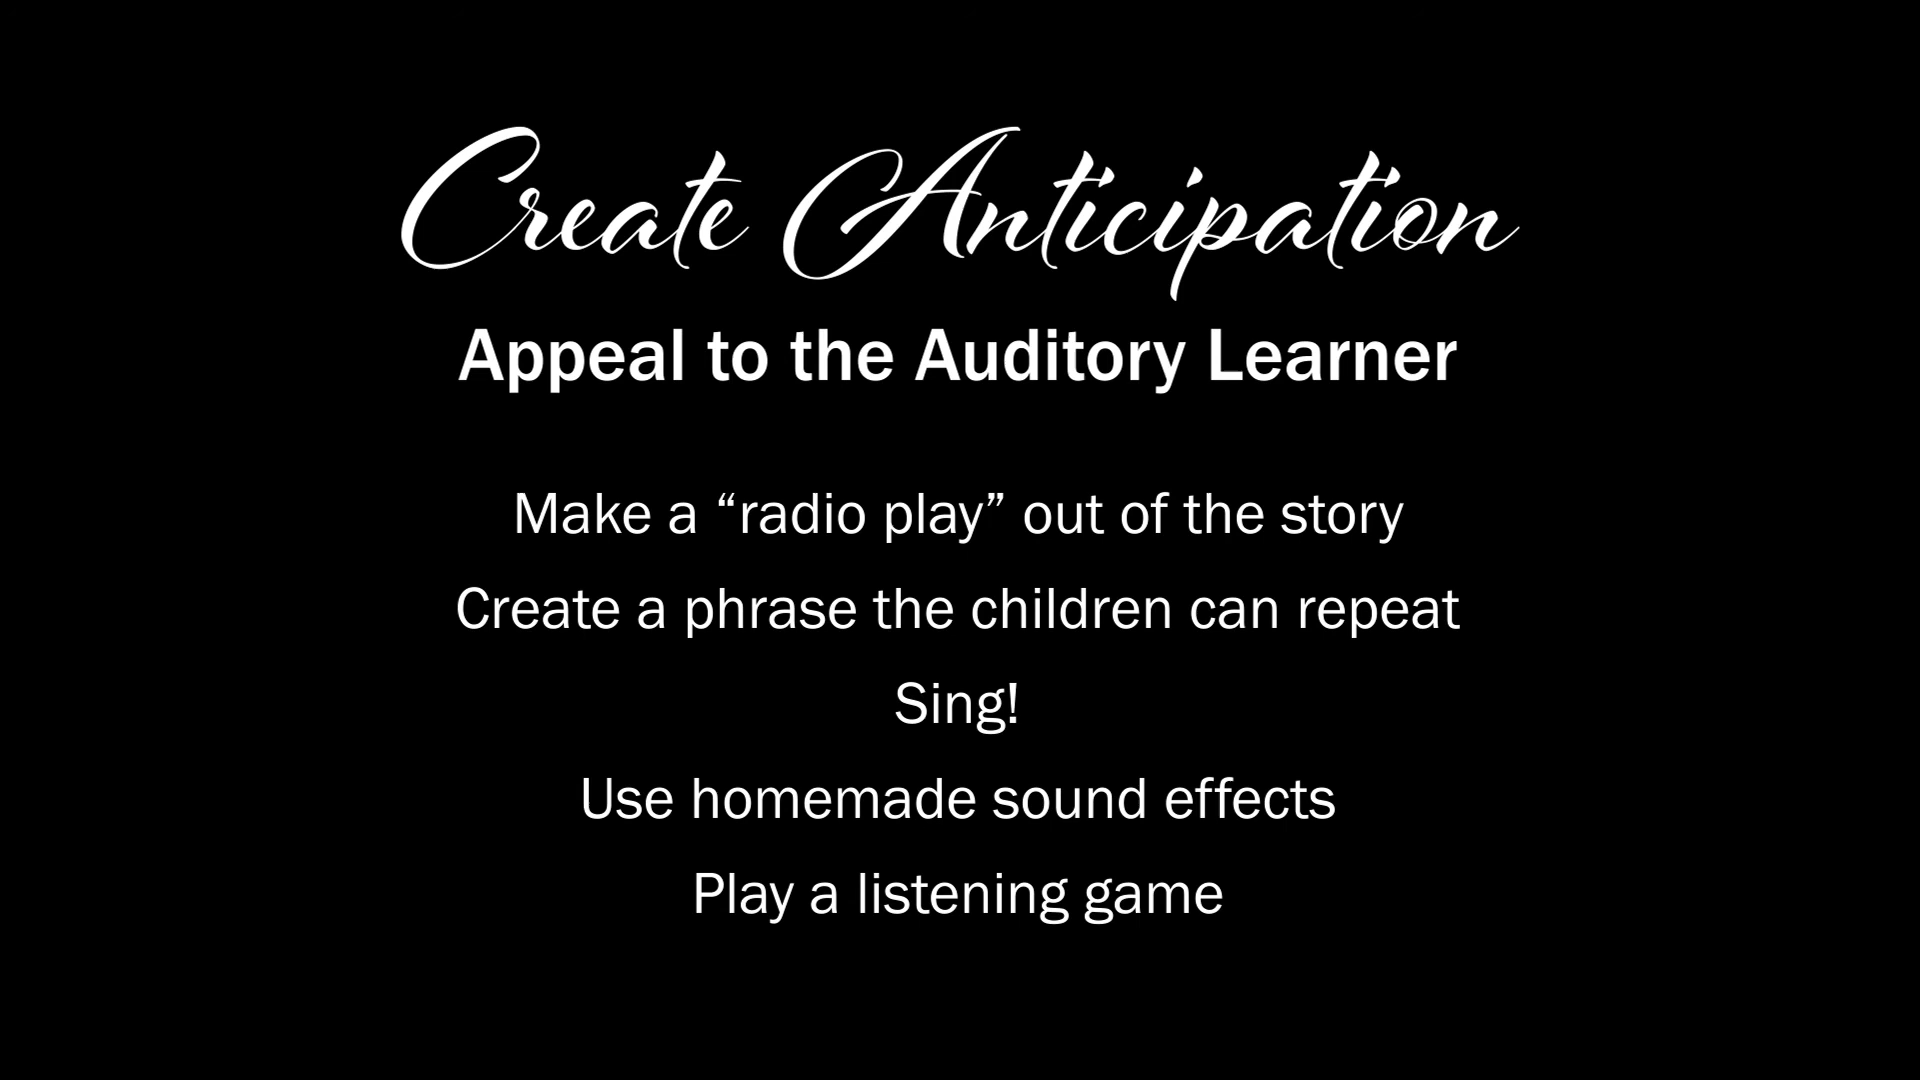 Create Anticipation
Appeal to the Auditory Learner
Make a “radio play” out of the story
Create a phrase the children can repeat
Sing!
Use homemade sound effects
Play a listening game